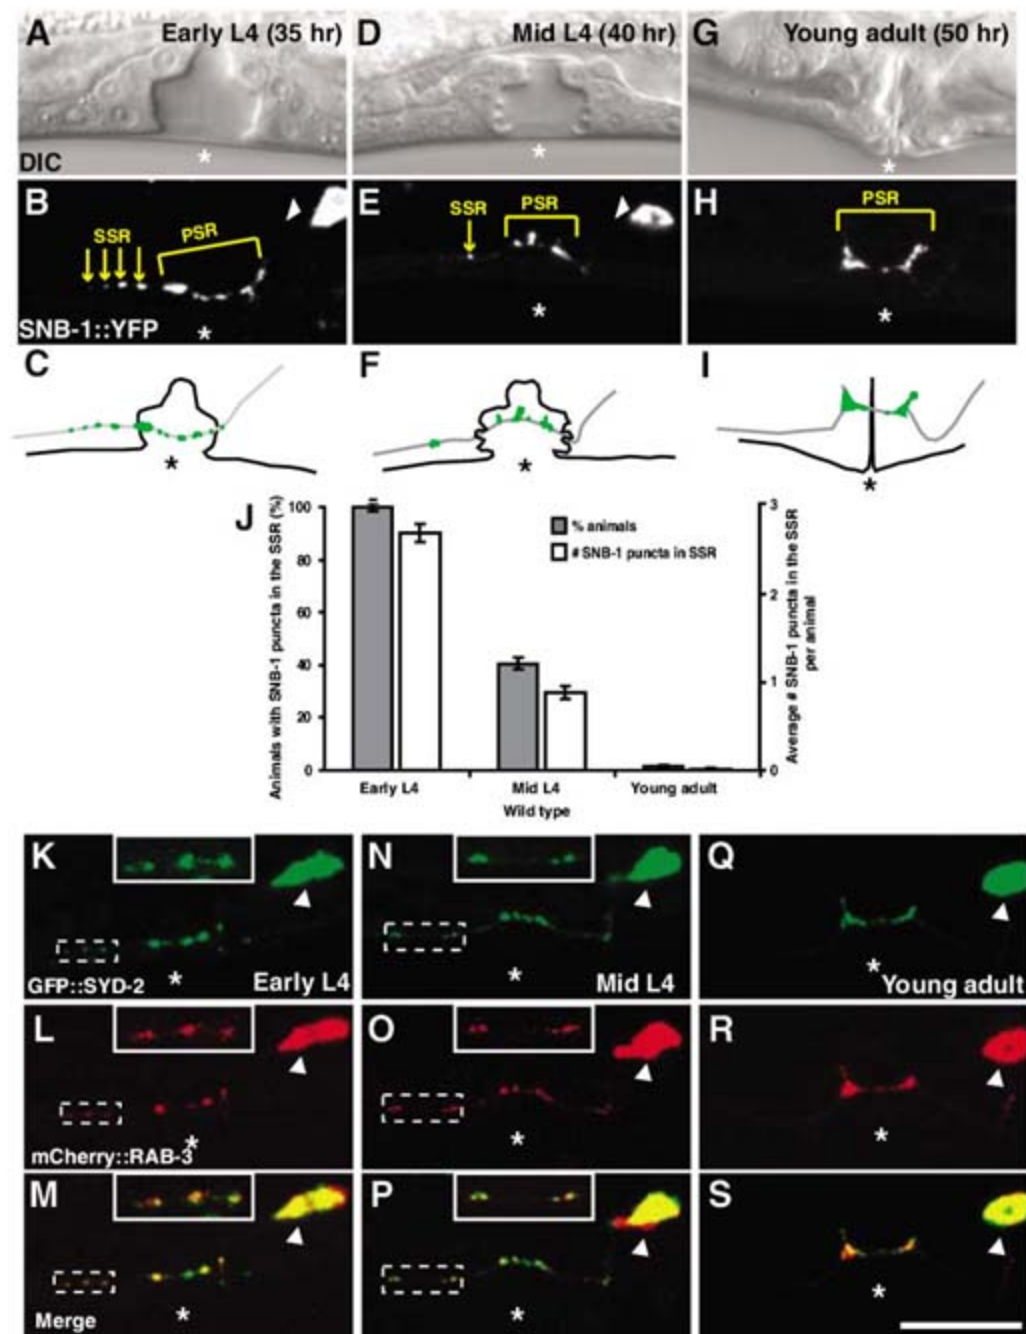 A Early L4 (35 hr)
D Mid L4 (40 hr)
G Young adult (50 hr)
*
*
*
DIC
B
SSR
PSR
E
SSR
PSR
H
PSR
*
*
*
SNB-1::YFP
C
F
I
*
*
*
J
Animals with SNB-1 puncta in the SSR (%)
100
80
60
40
20
0
% animals
# SNB-1 puncta in SSR
3
2
1
0
Average # SNB-1 puncta in the SSR
per animal
Early L4
Mid L4
Young adult
Wild type
K
N
Q
*
*
*
GFP::SYD-2
Early L4
Mid L4
Young adult
L
O
R
*
*
*
mCherry::RAB-3
M
P
S
*
*
*
Merge